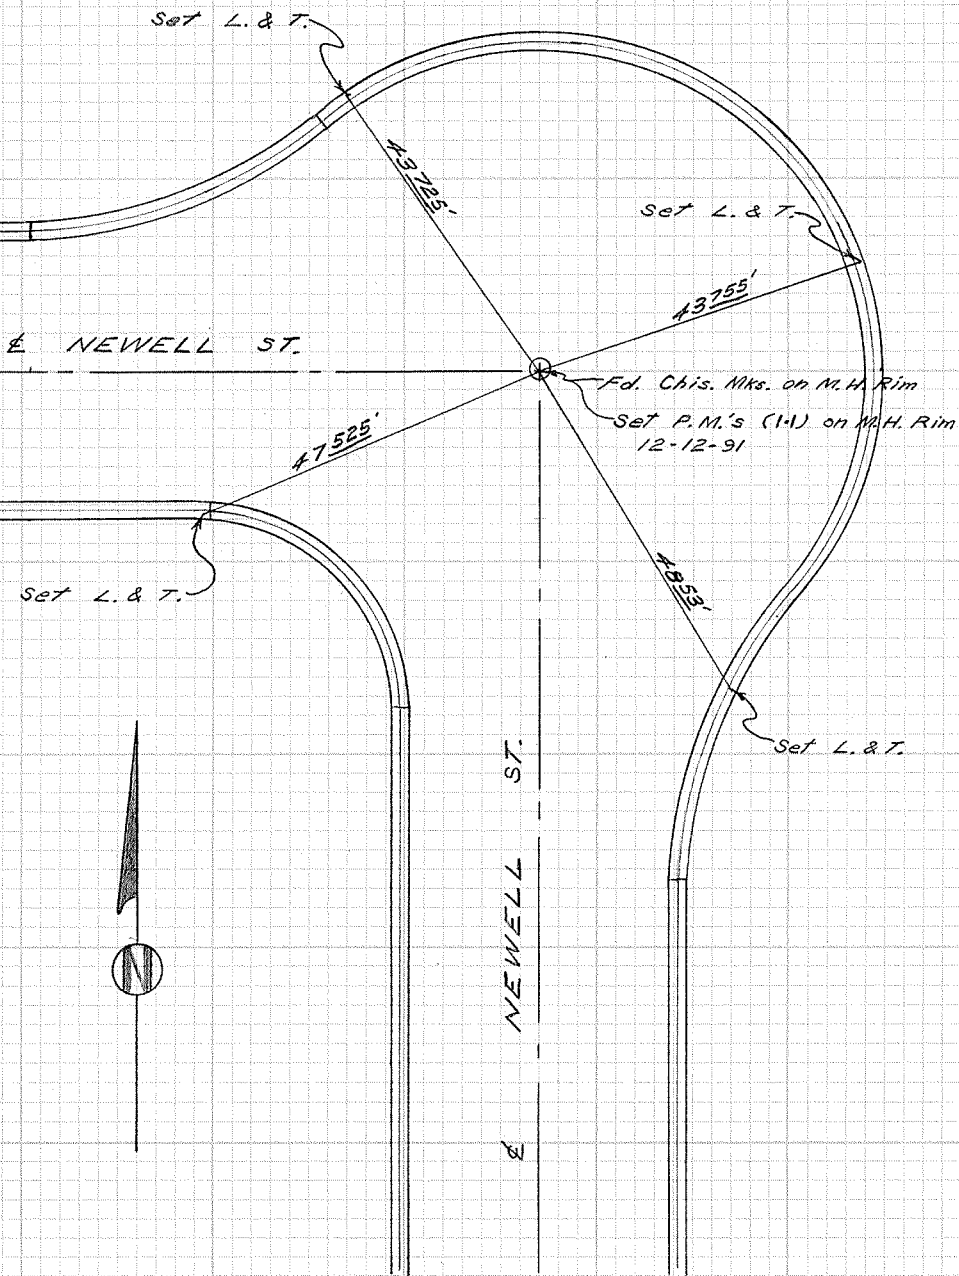 Set L. & T.
43.725'
Set L. & T.
43.755'
℄ NEWELL ST.
Fd. Chis. Mks. on M.H. Rim
Set P.M.'s (1•1) on M.H. Rim
12-12-91
47.525'
48.53'
Set L. & T.
Set L. & T.
℄ NEWELL ST.
N